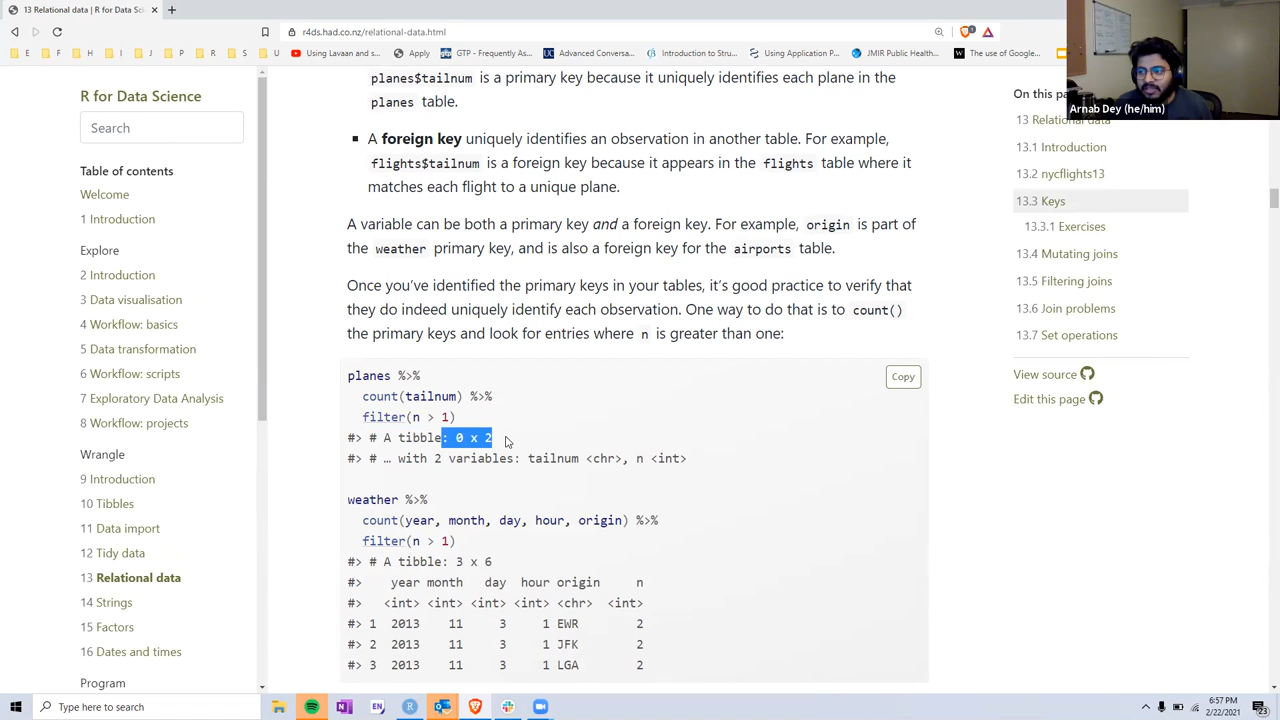 13 Relational data | R for Data Scie
r4ds.had.co.nz/relational-data.html
E F H I J P R S U Using Lavaan and s Apply GTP - Frequently As... Advanced Conversa... Introduction to Stru... Using Application P... JMIR Public Health... The use of Google...
Arnab Dey (he/him)
R for Data Science
Search
Table of contents
Welcome
1 Introduction
Explore
2 Introduction
3 Data visualisation
4 Workflow: basics
5 Data transformation
6 Workflow: scripts
7 Exploratory Data Analysis
8 Workflow: projects
Wrangle
9 Introduction
10 Tibbles
11 Data import
12 Tidy data
13 Relational data
14 Strings
15 Factors
16 Dates and times
Program
planes$tailnum is a primary key because it uniquely identifies each plane in the
planes table.
A foreign key uniquely identifies an observation in another table. For example,
flights$tailnum is a foreign key because it appears in the flights table where it
matches each flight to a unique plane.
A variable can be both a primary key and a foreign key. For example, origin is part of
the weather primary key, and is also a foreign key for the airports table.
Once you've identified the primary keys in your tables, it's good practice to verify that
they do indeed uniquely identify each observation. One way to do that is to count()
the primary keys and look for entries where n is greater than one:
Copy
planes %>%
count(tailnum) %>%
filter(n > 1)
#> # A tibble: 0 x 2
#> # … with 2 variables: tailnum <chr>, n <int>
weather %>%
count(year, month, day, hour, origin) %>%
filter(n > 1)
#> # A tibble: 3 x 6
#> year month day hour origin n
#> <int> <int> <int> <int> <chr> <int>
#> 1 2013 11 3 1 EWR 2
#> 2 2013 11 3 1 JFK 2
#> 3 2013 11 3 1 LGA 2
On this pa
13 Relational data
13.1 Introduction
13.2 nycflights13
13.3 Keys
13.3.1 Exercises
13.4 Mutating joins
13.5 Filtering joins
13.6 Join problems
13.7 Set operations
View source
Edit this page
Type here to search
6:57 PM
2/22/2021
23